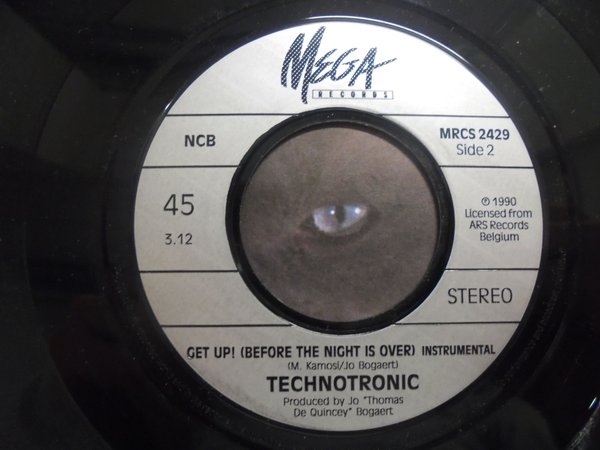 MEGA
RECORDS
NCB
MRCS 2429
Side 2
45
3.12
℗ 1990
Licensed from
ARS Records
Belgium
STEREO
GET UP! (BEFORE THE NIGHT IS OVER) INSTRUMENTAL
(M. Kamosi/Jo Bogaert)
TECHNOTRONIC
Produced by Jo "Thomas
De Quincey" Bogaert